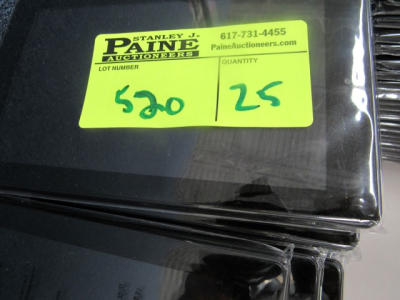 STANLEY J.
PAINE
AUCTIONEERS
617-731-4455
PaineAuctioneers.com
LOT NUMBER
QUANTITY
520
25